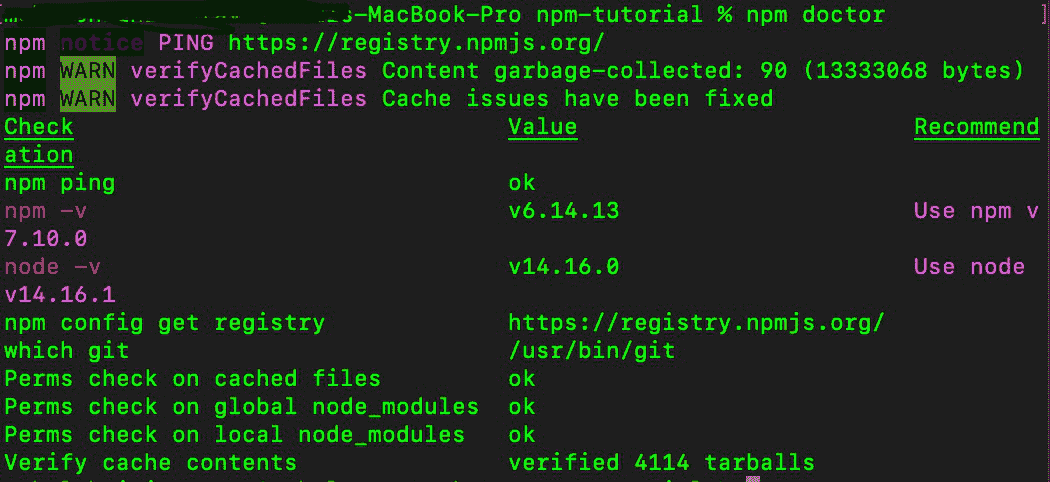 -MacBook-Pro npm-tutorial % npm doctor ]
npm notice PING https://registry.npmjs.org/
npm WARN verifyCachedFiles Content garbage-collected: 90 (13333068 bytes)
npm WARN verifyCachedFiles Cache issues have been fixed
Check Value Recommend
ation
npm ping ok
npm -v v6.14.13 Use npm v
7.10.0
node -v v14.16.0 Use node
v14.16.1
npm config get registry https://registry.npmjs.org/
which git /usr/bin/git
Perms check on cached files ok
Perms check on global node_modules ok
Perms check on local node_modules ok
Verify cache contents verified 4114 tarballs